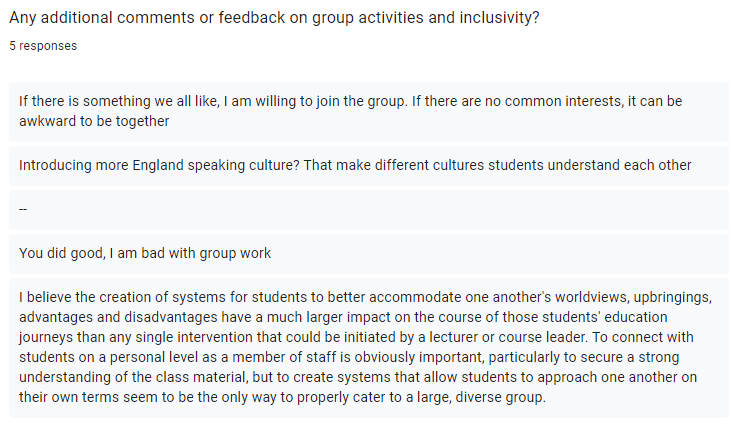 Any additional comments or feedback on group activities and inclusivity?
5 responses
If there is something we all like, I am willing to join the group. If there are no common interests, it can be
awkward to be together
Introducing more England speaking culture? That make different cultures students understand each other
--
You did good, I am bad with group work
I believe the creation of systems for students to better accommodate one another's worldviews, upbringings,
advantages and disadvantages have a much larger impact on the course of those students' education
journeys than any single intervention that could be initiated by a lecturer or course leader. To connect with
students on a personal level as a member of staff is obviously important, particularly to secure a strong
understanding of the class material, but to create systems that allow students to approach one another on
their own terms seem to be the only way to properly cater to a large, diverse group.